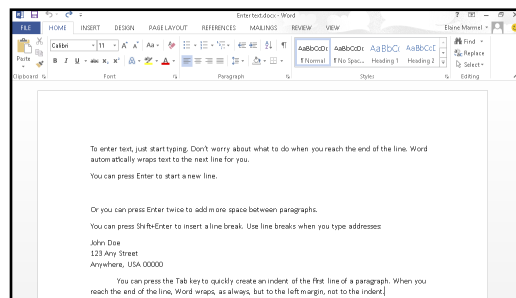 Enter text.docx - Word
FILE HOME INSERT DESIGN PAGE LAYOUT REFERENCES MAILINGS REVIEW VIEW Elaine Marmel
Calibri 11 A A Aa
Paste B I U abc x₂ x² A A
AaBbCcDc AaBbCcDc AaBbCc AaBbCcE
¶ Normal ¶ No Spac... Heading 1 Heading 2
Find
Replace
Select
Clipboard Font Paragraph Styles Editing
To enter text, just start typing. Don't worry about what to do when you reach the end of the line. Word
automatically wraps text to the next line for you.
You can press Enter to start a new line.
Or you can press Enter twice to add more space between paragraphs.
You can press Shift+Enter to insert a line break. Use line breaks when you type addresses:
John Doe
123 Any Street
Anywhere, USA 00000
You can press the Tab key to quickly create an indent of the first line of a paragraph. When you
reach the end of the line, Word wraps, as always, but to the left margin, not to the indent.